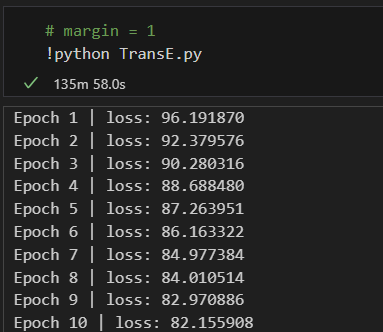 # margin = 1
!python TransE.py
✓ 135m 58.0s
Epoch 1 | loss: 96.191870
Epoch 2 | loss: 92.379576
Epoch 3 | loss: 90.280316
Epoch 4 | loss: 88.688480
Epoch 5 | loss: 87.263951
Epoch 6 | loss: 86.163322
Epoch 7 | loss: 84.977384
Epoch 8 | loss: 84.010514
Epoch 9 | loss: 82.970886
Epoch 10 | loss: 82.155908